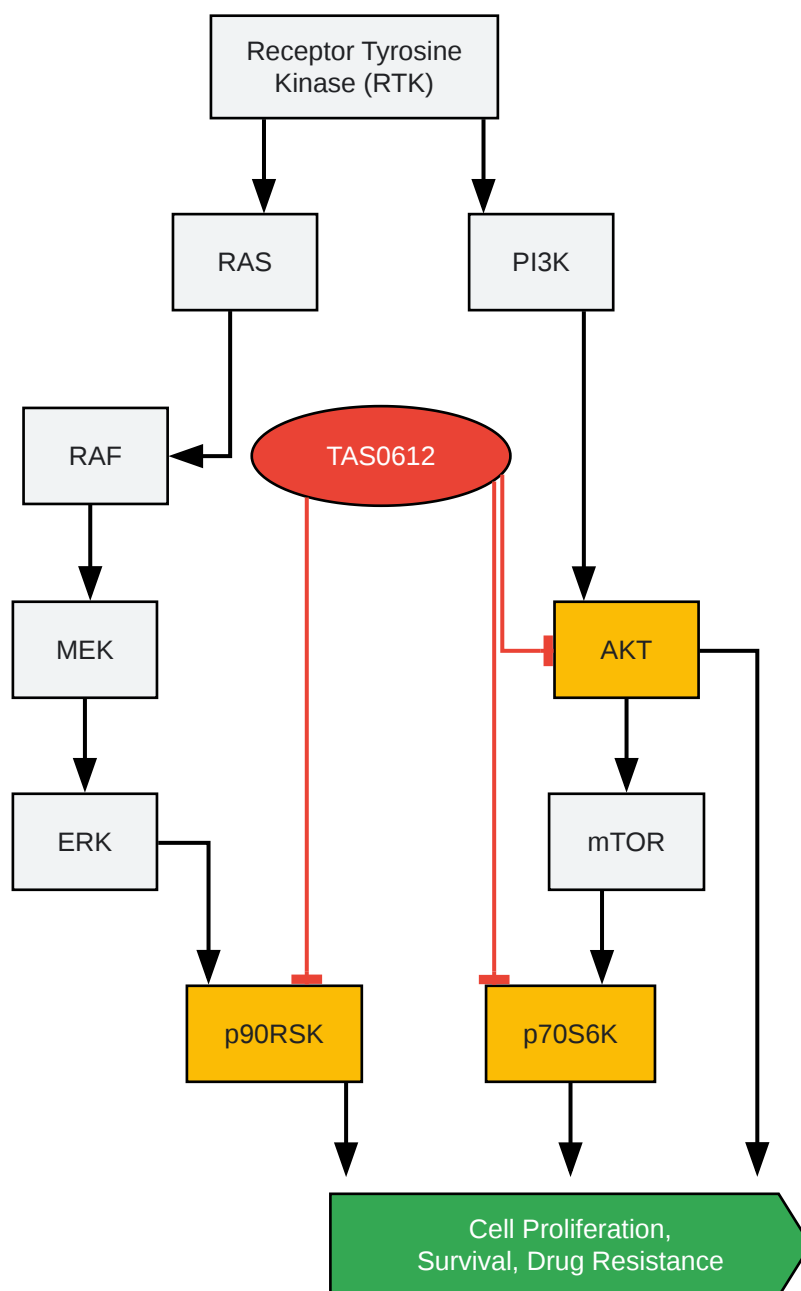 Receptor Tyrosine
Kinase (RTK)
RAS
PI3K
RAF
TAS0612
MEK
AKT
ERK
mTOR
p90RSK
p70S6K
Cell Proliferation,
Survival, Drug Resistance